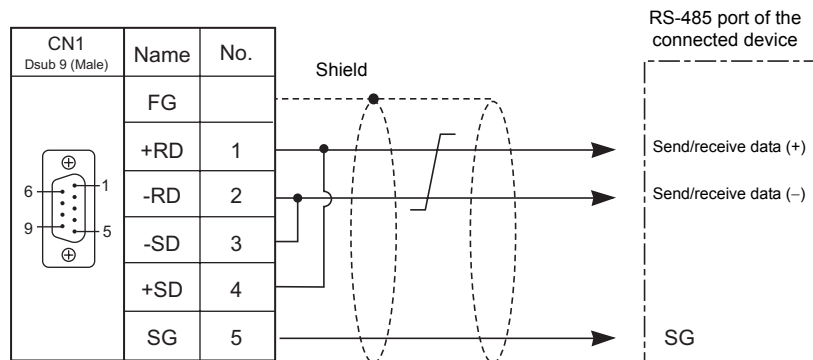 RS-485 port of the
connected device
CN1
Dsub 9 (Male)
Name
No.
Shield
FG
+RD
1
Send/receive data (+)
-RD
2
Send/receive data (−)
-SD
3
+SD
4
SG
5
SG
6
1
9
5